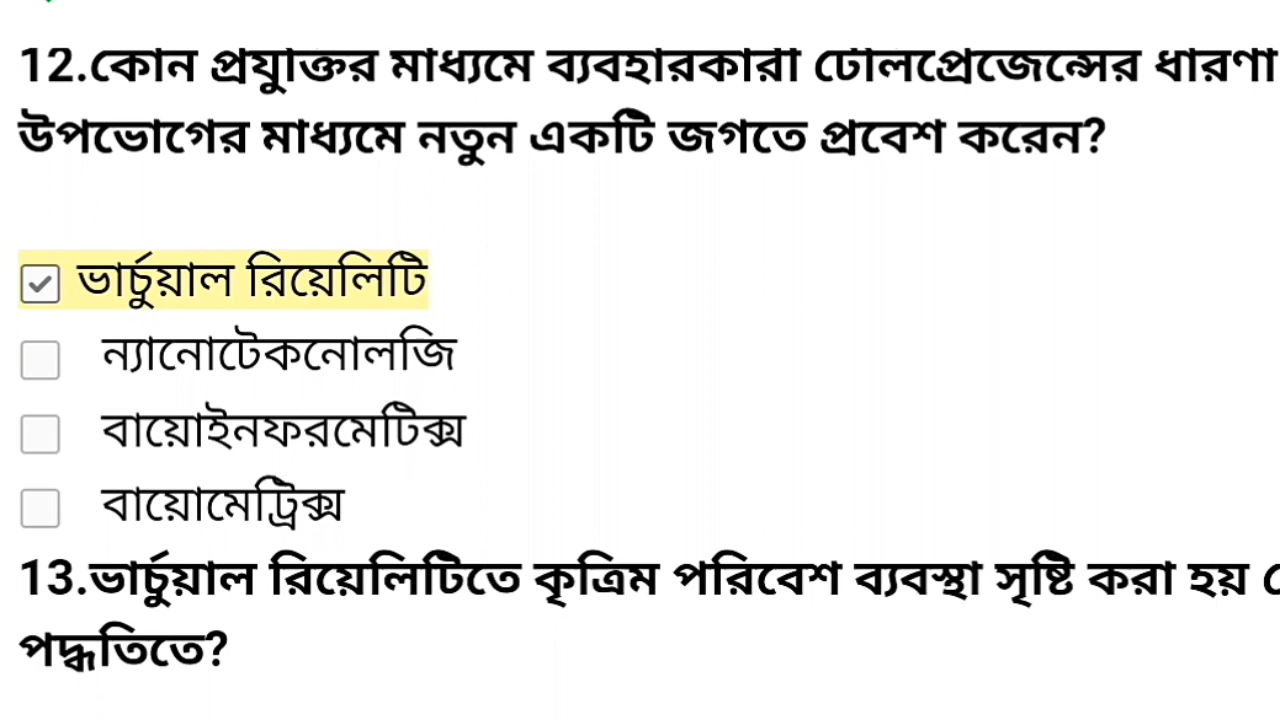 12.কোন প্রযুক্তির মাধ্যমে ব্যবহারকারী টেলিপ্রেজেন্সের ধারণা
উপভোগের মাধ্যমে নতুন একটি জগতে প্রবেশ করেন?
ভার্চুয়াল রিয়েলিটি
ন্যানোটেকনোলজি
বায়োইনফরমেটিক্স
বায়োমেট্রিক্স
13.ভার্চুয়াল রিয়েলিটিতে কৃত্রিম পরিবেশ ব্যবস্থা সৃষ্টি করা হয়
পদ্ধতিতে?